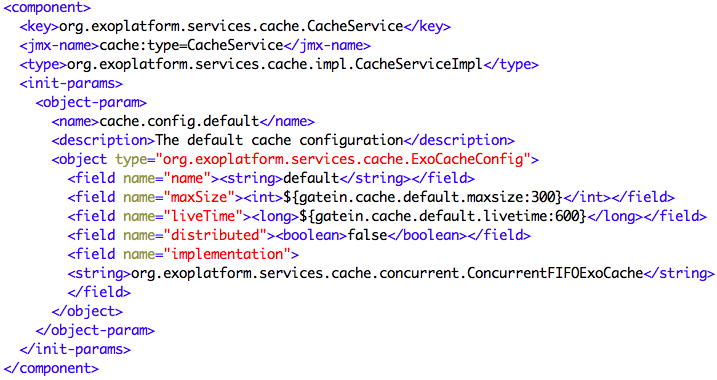 <component>
  <key>org.exoplatform.services.cache.CacheService</key>
  <jmx-name>cache:type=CacheService</jmx-name>
  <type>org.exoplatform.services.cache.impl.CacheServiceImpl</type>
  <init-params>
    <object-param>
      <name>cache.config.default</name>
      <description>The default cache configuration</description>
      <object type="org.exoplatform.services.cache.ExoCacheConfig">
        <field name="name"><string>default</string></field>
        <field name="maxSize"><int>${gatein.cache.default.maxsize:300}</int></field>
        <field name="liveTime"><long>${gatein.cache.default.livetime:600}</long></field>
        <field name="distributed"><boolean>false</boolean></field>
        <field name="implementation">
        <string>org.exoplatform.services.cache.concurrent.ConcurrentFIFOExoCache</string>
        </field>
      </object>
    </object-param>
  </init-params>
</component>